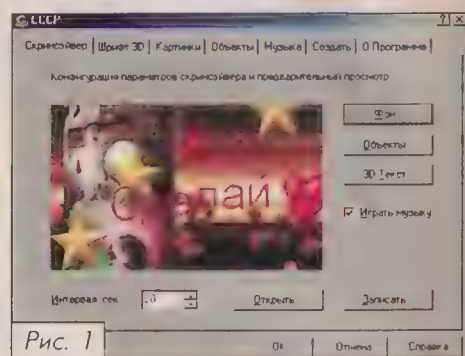 СССР
Скринсэйвер | Шрифт 3D | Картинки | Объекты | Музыка | Создать | О Программе
Конфигурация параметров скринсэйвера и предварительный просмотр
Фон
Объекты
3D Текст
Играть музыку
Интервал сек.
Открыть
Записать
Ok Отмена Справка
Рис. 1